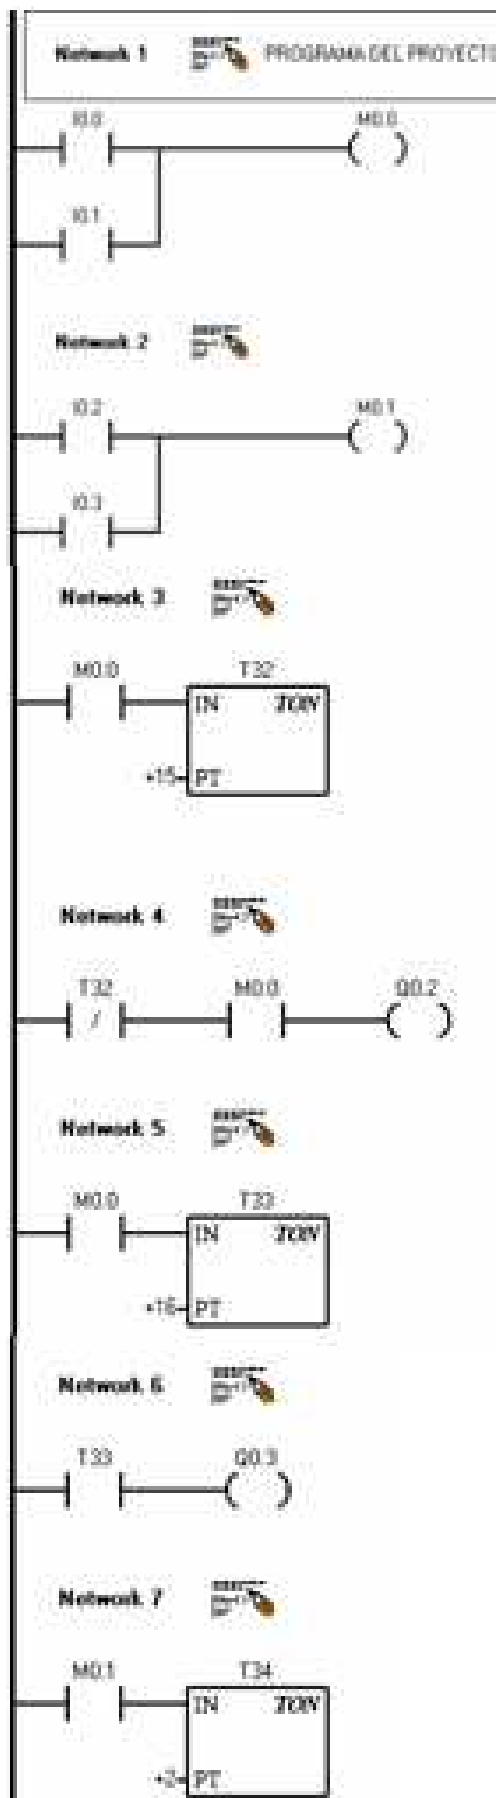 Network 1 PROGRAMA DEL PROYECTO
I0.0 M0.0
I0.1
Network 2
I0.2 M0.1
I0.3
Network 3
M0.0 T32
IN TON
+15 PT
Network 4
T32 M0.0 Q0.2
/
Network 5
M0.0 T33
IN TON
+16 PT
Network 6
T33 Q0.3
Network 7
M0.1 T34
IN TON
+2 PT